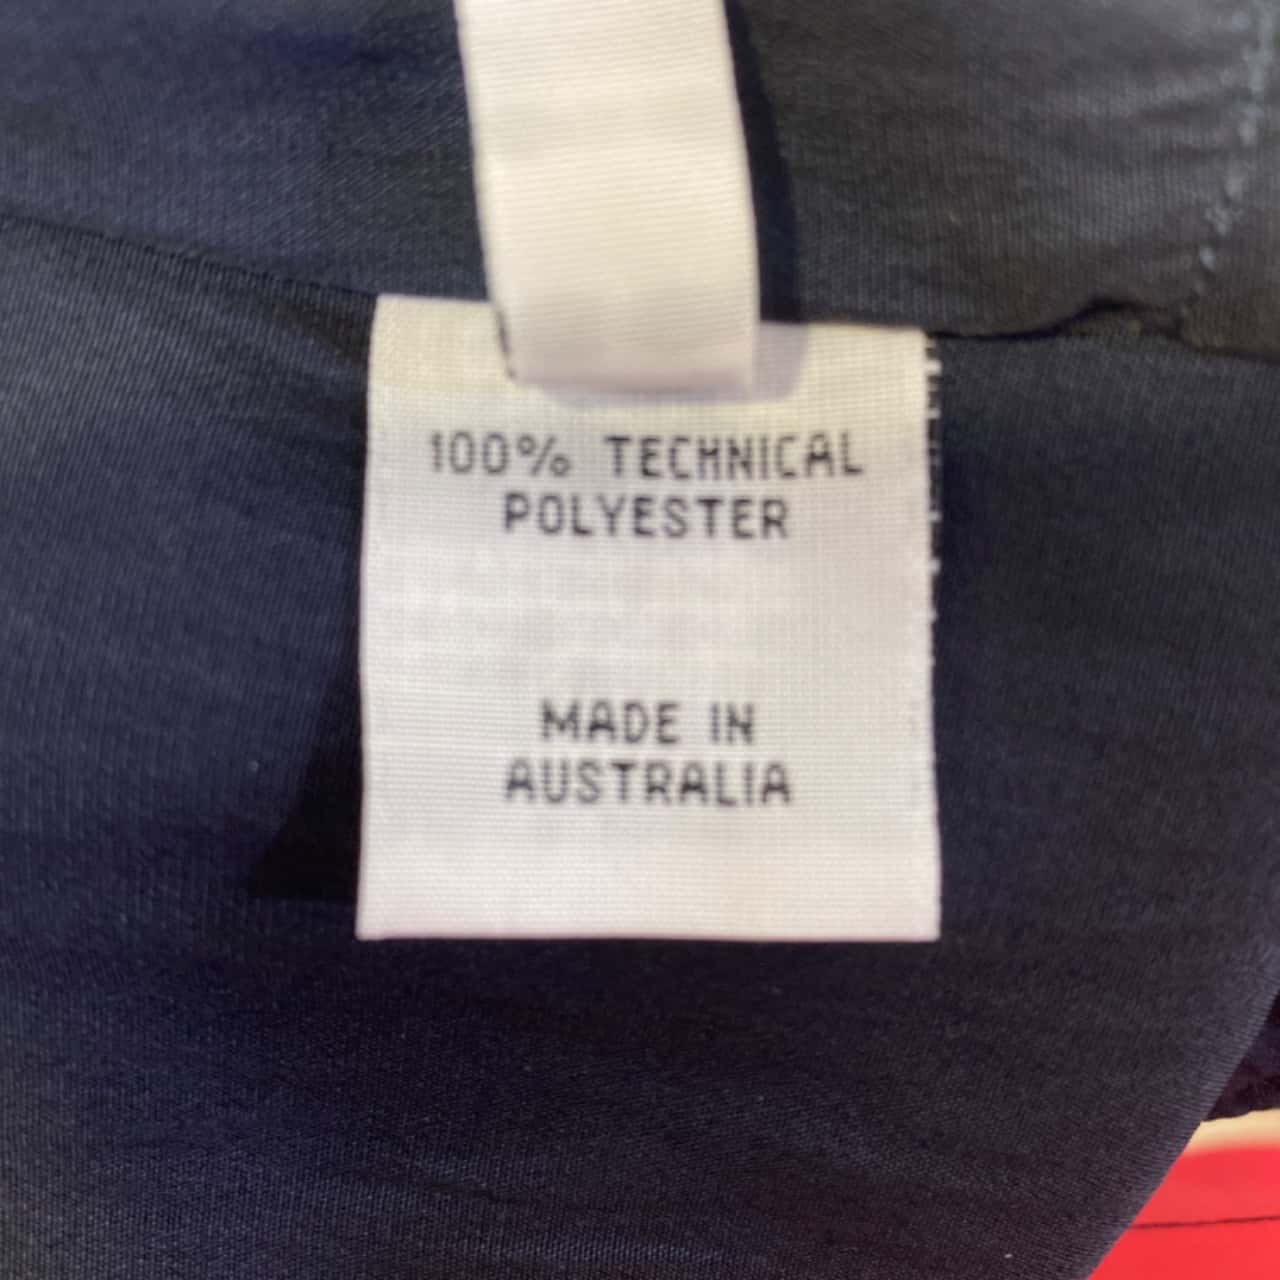 100% TECHNICAL
POLYESTER
MADE IN
AUSTRALIA